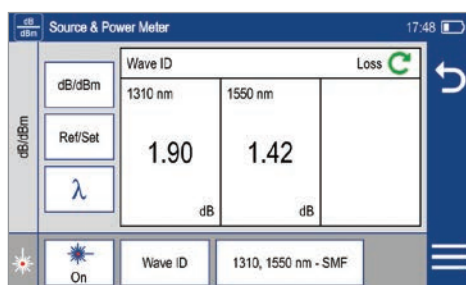 dB
dBm
Source & Power Meter
17:48
dB/dBm
dB/dBm
Ref/Set
λ
Wave ID
Loss
1310 nm
1550 nm
1.90
1.42
dB
dB
On
Wave ID
1310, 1550 nm - SMF